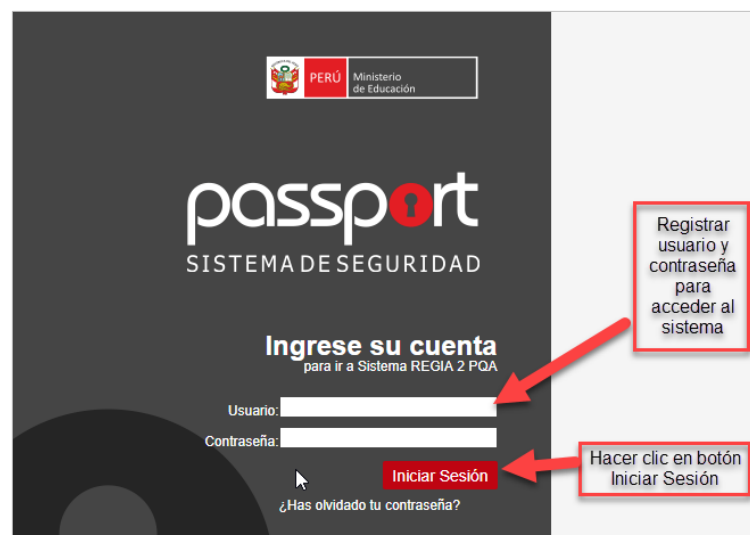 PERÚ
Ministerio
de Educación
passport
SISTEMA DE SEGURIDAD
Registrar
usuario y
contraseña
para
acceder al
sistema
Ingrese su cuenta
para ir a Sistema REGIA 2 PQA
Usuario:
Contraseña:
Iniciar Sesión
¿Has olvidado tu contraseña?
Hacer clic en botón
Iniciar Sesión